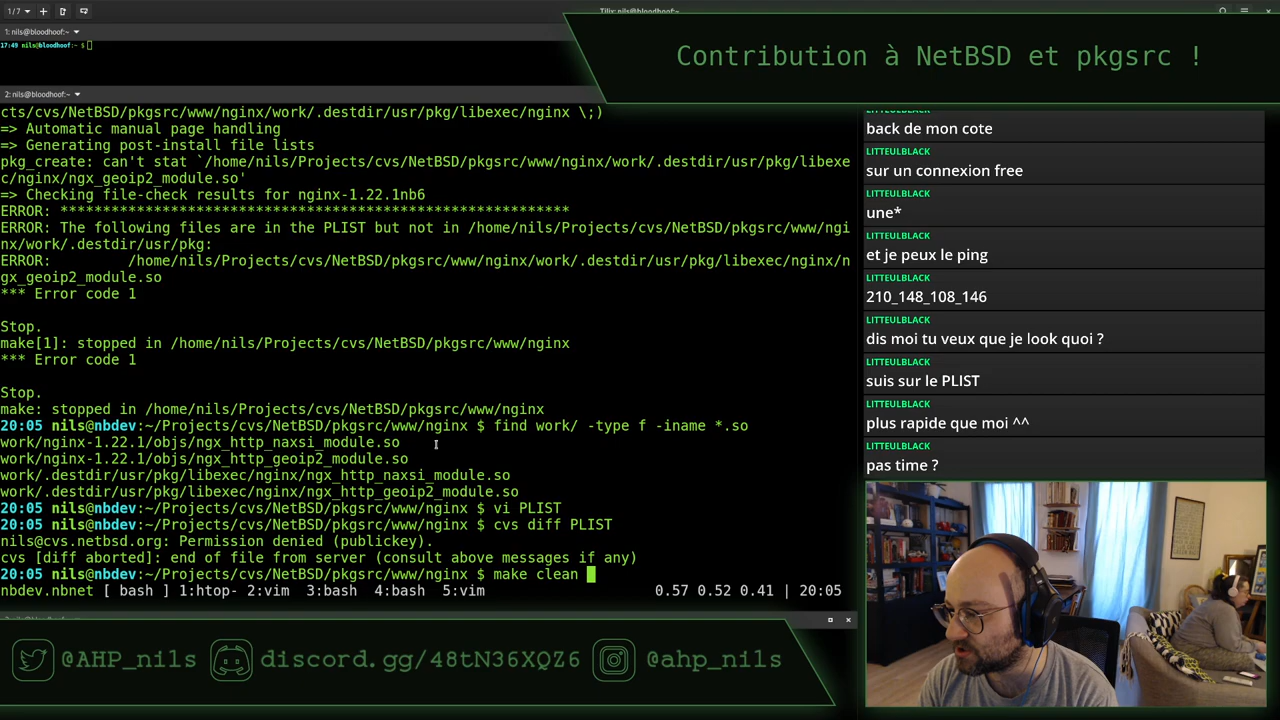 1/7
Tilix: nils@bloodhoof:~
1: nils@bloodhoof:~
17:49 nils@bloodhoof:~ $
Contribution à NetBSD et pkgsrc !
2: nils@bloodhoof:~
cts/cvs/NetBSD/pkgsrc/www/nginx/work/.destdir/usr/pkg/libexec/nginx \;)
=> Automatic manual page handling
=> Generating post-install file lists
pkg_create: can't stat `/home/nils/Projects/cvs/NetBSD/pkgsrc/www/nginx/work/.destdir/usr/pkg/libexe
c/nginx/ngx_geoip2_module.so'
=> Checking file-check results for nginx-1.22.1nb6
ERROR: ************************************************************
ERROR: The following files are in the PLIST but not in /home/nils/Projects/cvs/NetBSD/pkgsrc/www/ngi
nx/work/.destdir/usr/pkg:
ERROR:         /home/nils/Projects/cvs/NetBSD/pkgsrc/www/nginx/work/.destdir/usr/pkg/libexec/nginx/n
gx_geoip2_module.so
*** Error code 1
Stop.
make[1]: stopped in /home/nils/Projects/cvs/NetBSD/pkgsrc/www/nginx
*** Error code 1
Stop.
make: stopped in /home/nils/Projects/cvs/NetBSD/pkgsrc/www/nginx
20:05 nils@nbdev:~/Projects/cvs/NetBSD/pkgsrc/www/nginx $ find work/ -type f -iname *.so
work/nginx-1.22.1/objs/ngx_http_naxsi_module.so
work/nginx-1.22.1/objs/ngx_http_geoip2_module.so
work/.destdir/usr/pkg/libexec/nginx/ngx_http_naxsi_module.so
work/.destdir/usr/pkg/libexec/nginx/ngx_http_geoip2_module.so
20:05 nils@nbdev:~/Projects/cvs/NetBSD/pkgsrc/www/nginx $ vi PLIST
20:05 nils@nbdev:~/Projects/cvs/NetBSD/pkgsrc/www/nginx $ cvs diff PLIST
nils@cvs.netbsd.org: Permission denied (publickey).
cvs [diff aborted]: end of file from server (consult above messages if any)
20:05 nils@nbdev:~/Projects/cvs/NetBSD/pkgsrc/www/nginx $ make clean
nbdev.nbnet [ bash ] 1:htop- 2:vim  3:bash  4:bash  5:vim 0.57 0.52 0.41 | 20:05
LITTEULBLACK
back de mon cote
LITTEULBLACK
sur un connexion free
LITTEULBLACK
une*
LITTEULBLACK
et je peux le ping
LITTEULBLACK
210_148_108_146
LITTEULBLACK
dis moi tu veux que je look quoi ?
LITTEULBLACK
suis sur le PLIST
LITTEULBLACK
plus rapide que moi ^^
LITTEULBLACK
pas time ?
@AHP_nils discord.gg/48tN36XQZ6 @ahp_nils